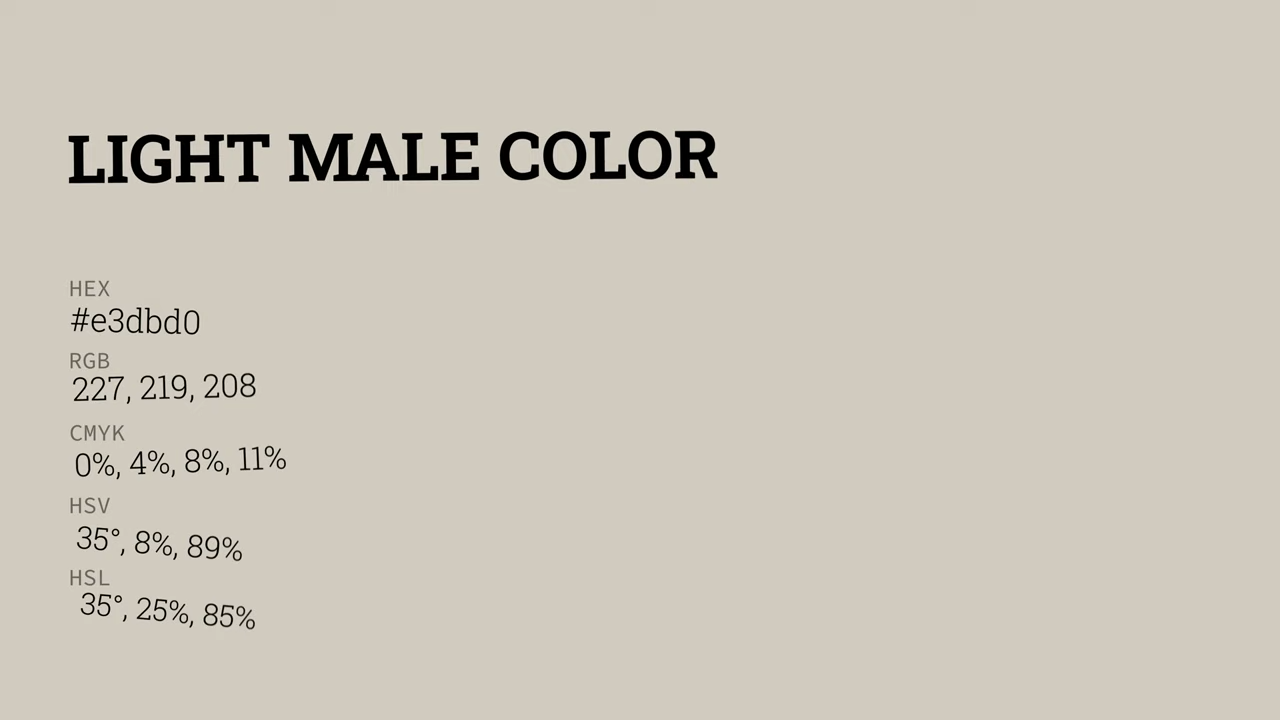 LIGHT MALE COLOR
HEX
#e3dbd0
RGB
227, 219, 208
CMYK
0%, 4%, 8%, 11%
HSV
35°, 8%, 89%
HSL
35°, 25%, 85%